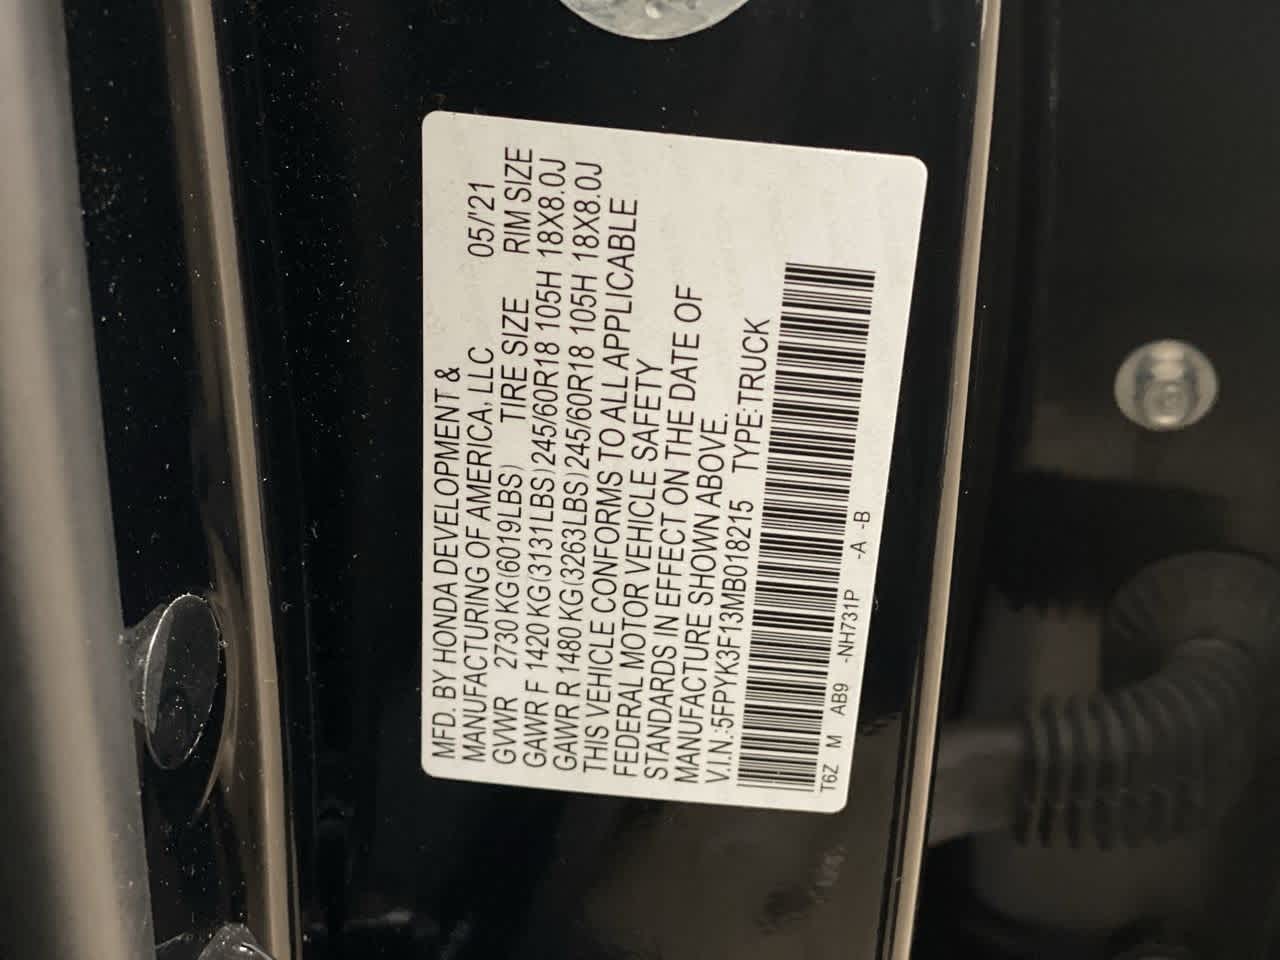 MFD. BY HONDA DEVELOPMENT &
MANUFACTURING OF AMERICA, LLC 05/'21
GVWR 2730 KG(6019LBS) TIRE SIZE RIM SIZE
GAWR F 1420 KG(3131LBS) 245/60R18 105H 18X8.0J
GAWR R 1480 KG(3263LBS) 245/60R18 105H 18X8.0J
THIS VEHICLE CONFORMS TO ALL APPLICABLE
FEDERAL MOTOR VEHICLE SAFETY
STANDARDS IN EFFECT ON THE DATE OF
MANUFACTURE SHOWN ABOVE.
V.I.N.:5FPYK3F13MB018215 TYPE:TRUCK
T6Z M AB9 -NH731P -A -B